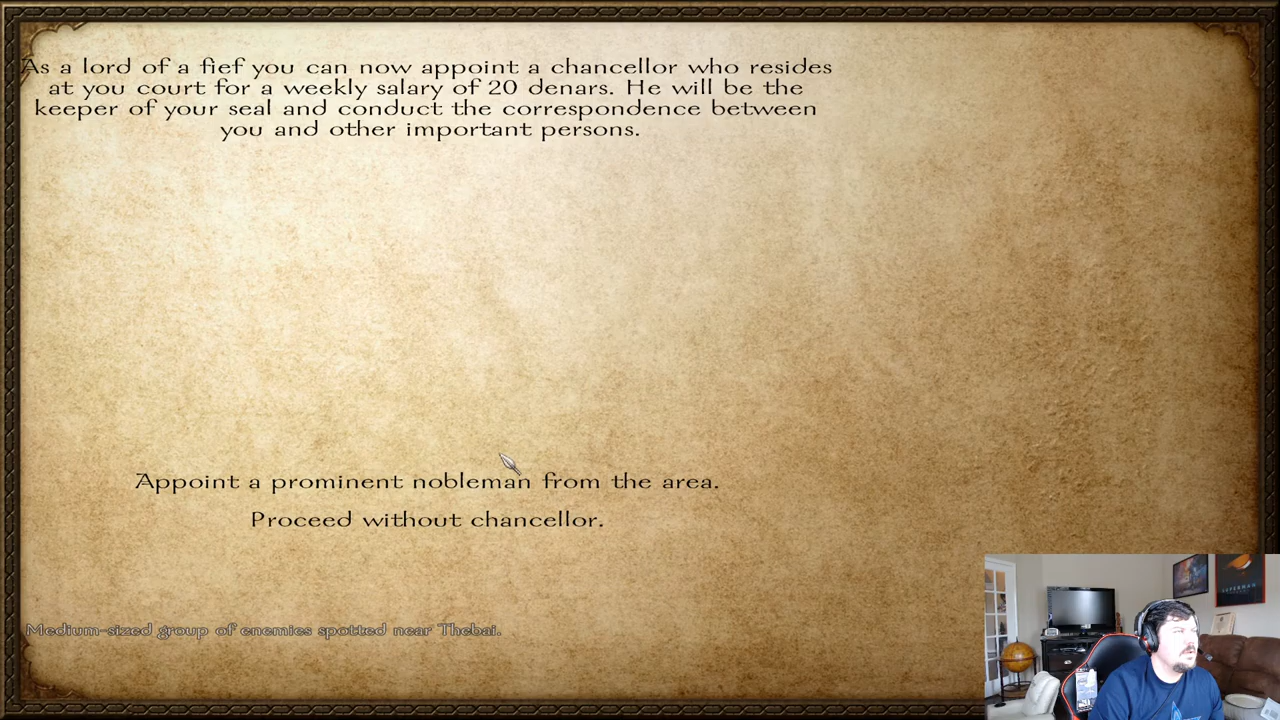 As a lord of a fief you can now appoint a chancellor who resides
at you court for a weekly salary of 20 denars. He will be the
keeper of your seal and conduct the correspondence between
you and other important persons.
Appoint a prominent nobleman from the area.
Proceed without chancellor.
Medium-sized group of enemies spotted near Thebai.
SUPERMAN